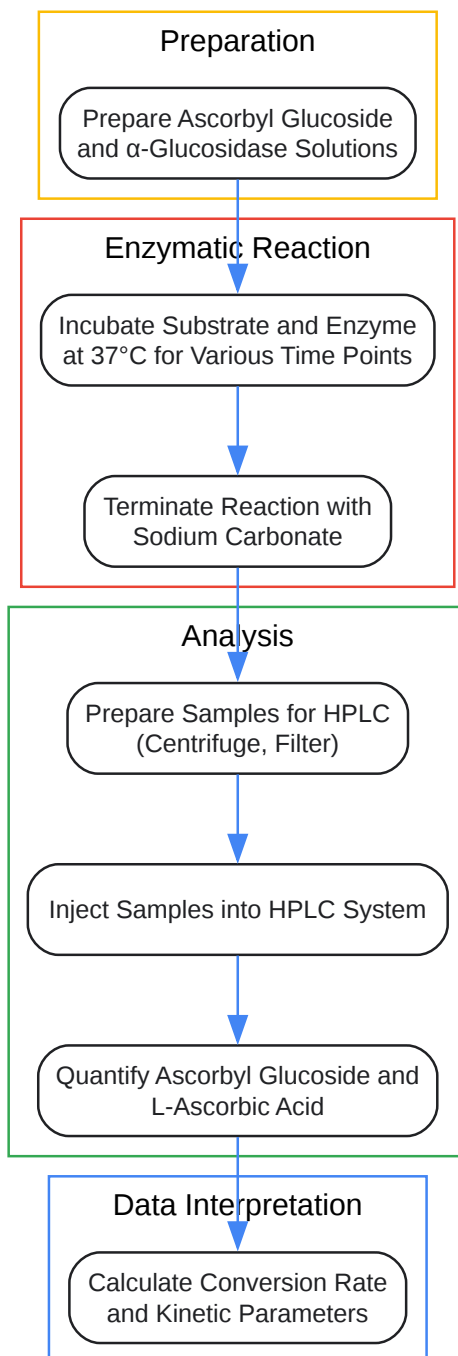 Preparation
Prepare Ascorbyl Glucoside
and α-Glucosidase Solutions
Enzymatic Reaction
Incubate Substrate and Enzyme
at 37°C for Various Time Points
Terminate Reaction with
Sodium Carbonate
Analysis
Prepare Samples for HPLC
(Centrifuge, Filter)
Inject Samples into HPLC System
Quantify Ascorbyl Glucoside and
L-Ascorbic Acid
Data Interpretation
Calculate Conversion Rate
and Kinetic Parameters